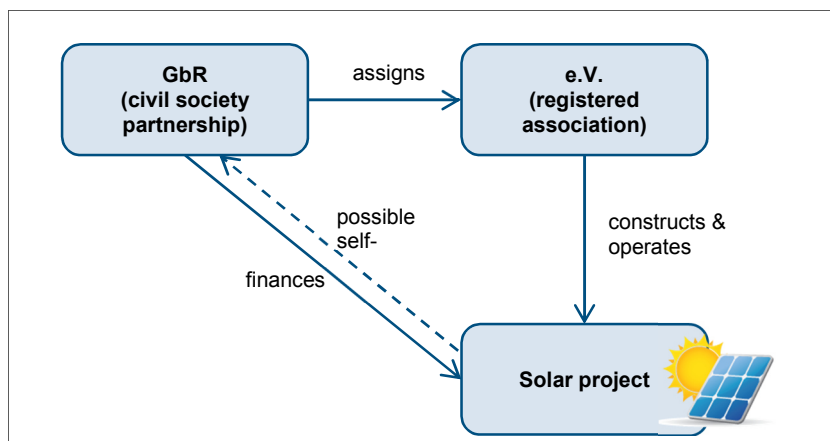 GbR
(civil society
partnership)
assigns
e.V.
(registered
association)
possible
self-
finances
constructs &
operates
Solar project